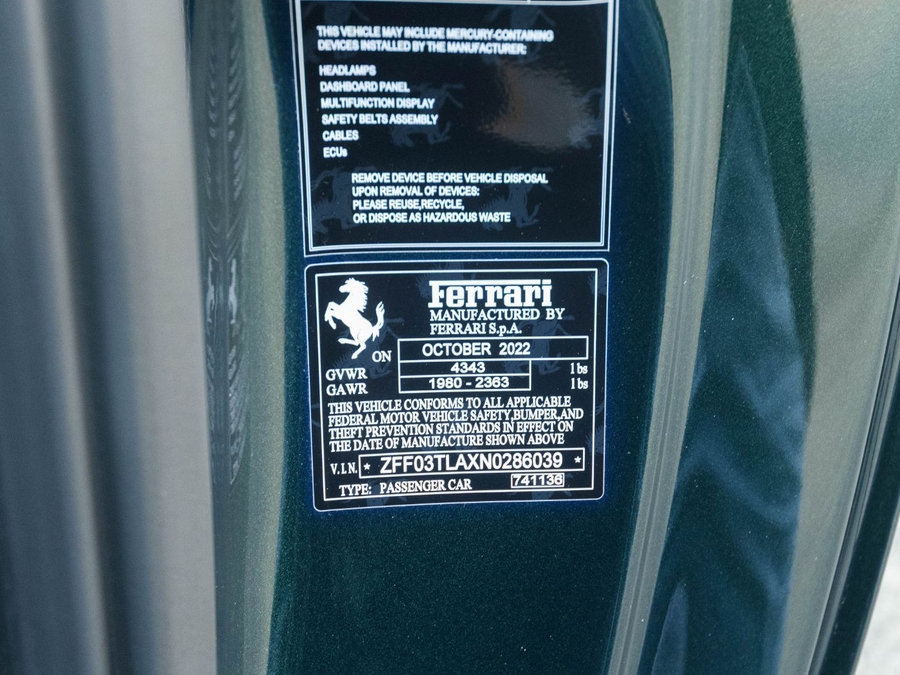 THIS VEHICLE MAY INCLUDE MERCURY-CONTAINING
DEVICES INSTALLED BY THE MANUFACTURER:
HEADLAMPS
DASHBOARD PANEL
MULTIFUNCTION DISPLAY
SAFETY BELTS ASSEMBLY
CABLES
ECUs
REMOVE DEVICE BEFORE VEHICLE DISPOSAL
UPON REMOVAL OF DEVICES:
PLEASE REUSE,RECYCLE,
OR DISPOSE AS HAZARDOUS WASTE
Ferrari
MANUFACTURED BY
FERRARI S.p.A.
ON OCTOBER 2022
GVWR 4343 lbs
GAWR 1980 - 2363 lbs
THIS VEHICLE CONFORMS TO ALL APPLICABLE
FEDERAL MOTOR VEHICLE SAFETY,BUMPER,AND
THEFT PREVENTION STANDARDS IN EFFECT ON
THE DATE OF MANUFACTURE SHOWN ABOVE
V.I.N. * ZFF03TLAXN0286039 *
TYPE: PASSENGER CAR 741136